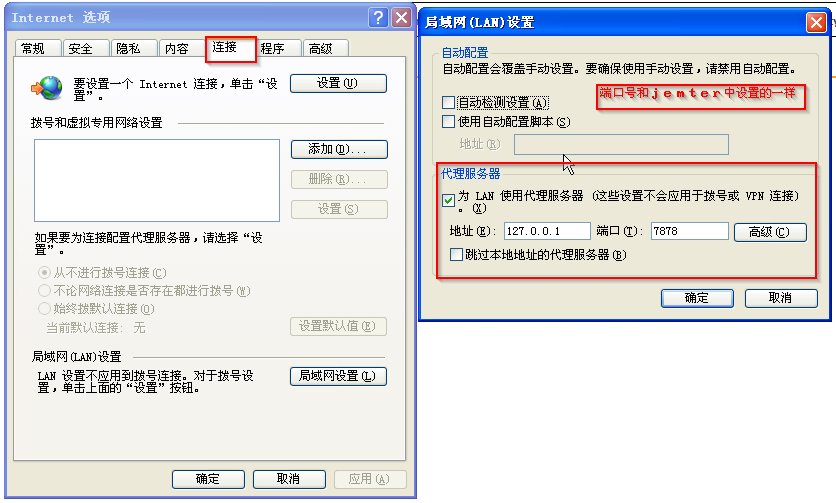 Internet 选项
常规 安全 隐私 内容 连接 程序 高级
要设置一个 Internet 连接，单击“设
置”。
设置(U)
拨号和虚拟专用网络设置
添加(D)...
删除(R)...
设置(S)
如果要为连接配置代理服务器，请选择“设
置”。
从不进行拨号连接(C)
不论网络连接是否存在都进行拨号(W)
始终拨默认连接(O)
当前默认连接： 无
设置默认值(E)
局域网(LAN)设置
LAN 设置不应用到拨号连接。对于拨号设
置，单击上面的“设置”按钮。
局域网设置(L)
确定 取消 应用(A)
局域网(LAN)设置
自动配置
自动配置会覆盖手动设置。要确保使用手动设置，请禁用自动配置。
自动检测设置(A)
端口号和jemter中设置的一样
使用自动配置脚本(S)
地址(R)
代理服务器
为 LAN 使用代理服务器 (这些设置不会应用于拨号或 VPN 连接)
。(X)
地址(E): 127.0.0.1 端口(T): 7878 高级(C)
跳过本地地址的代理服务器(B)
确定 取消